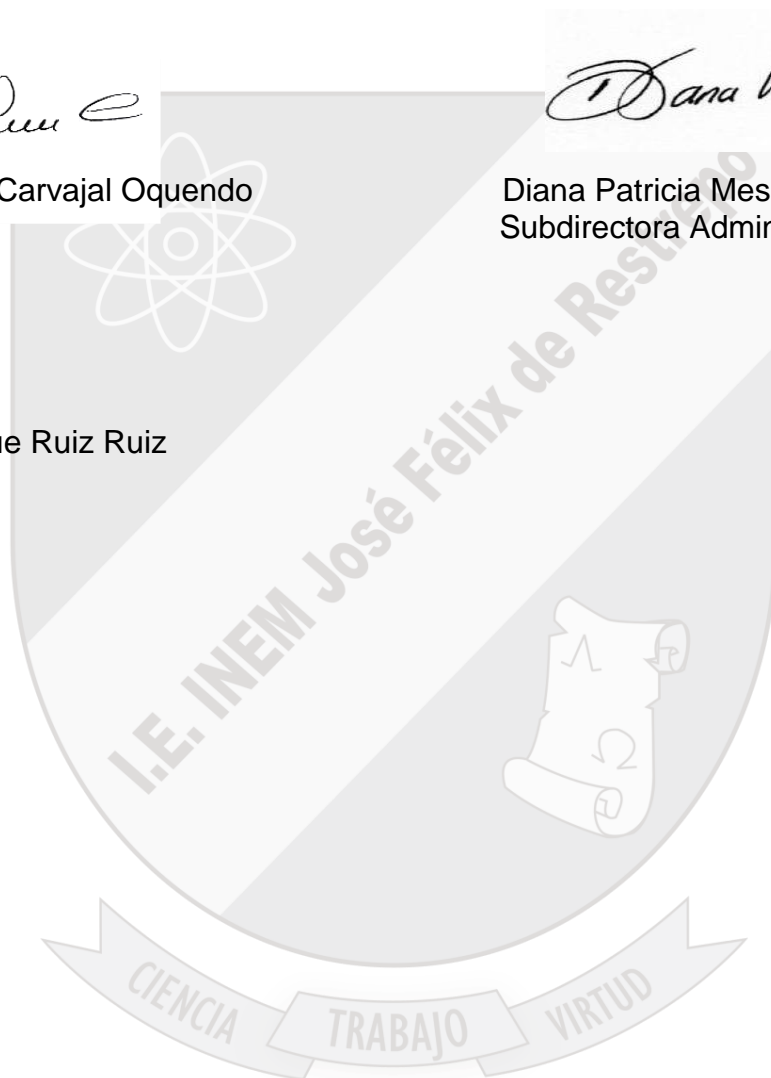 Carvajal Oquendo
Diana Patricia Mes
Subdirectora Admin
ue Ruiz Ruiz
I.E. INEM José Félix de Restrepo
CIENCIA TRABAJO VIRTUD